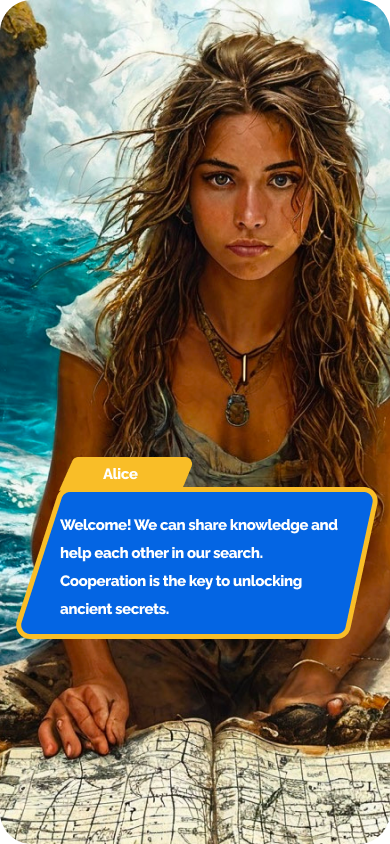 Alice
Welcome! We can share knowledge and
help each other in our search.
Cooperation is the key to unlocking
ancient secrets.